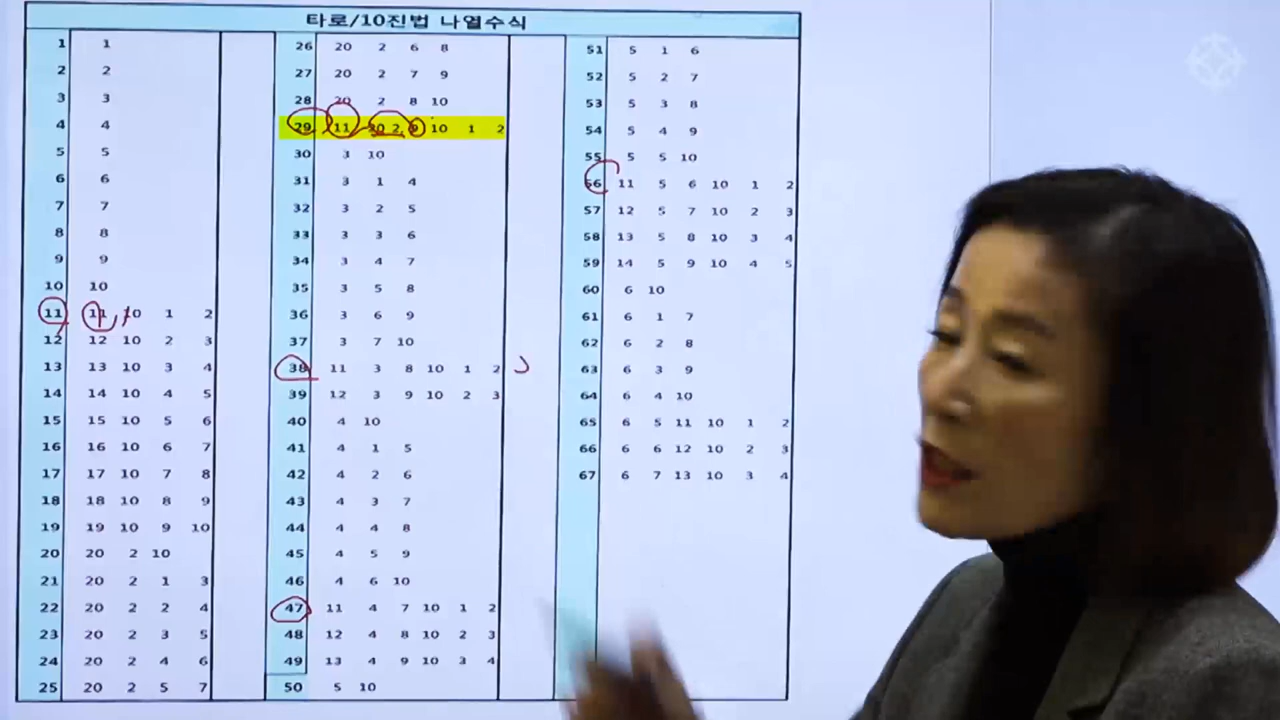 타로/10진법 나열수식
1 1
2 2
3 3
4 4
5 5
6 6
7 7
8 8
9 9
10 10
11 11 10 1 2
12 12 10 2 3
13 13 10 3 4
14 14 10 4 5
15 15 10 5 6
16 16 10 6 7
17 17 10 7 8
18 18 10 8 9
19 19 10 9 10
20 20 2 10
21 20 2 1 3
22 20 2 2 4
23 20 2 3 5
24 20 2 4 6
25 20 2 5 7
26 20 2 6 8
27 20 2 7 9
28 20 2 8 10
29 11 20 2 9 10 1 2
30 3 10
31 3 1 4
32 3 2 5
33 3 3 6
34 3 4 7
35 3 5 8
36 3 6 9
37 3 7 10
38 11 3 8 10 1 2
39 12 3 9 10 2 3
40 4 10
41 4 1 5
42 4 2 6
43 4 3 7
44 4 4 8
45 4 5 9
46 4 6 10
47 11 4 7 10 1 2
48 12 4 8 10 2 3
49 13 4 9 10 3 4
50 5 10
51 5 1 6
52 5 2 7
53 5 3 8
54 5 4 9
55 5 5 10
56 11 5 6 10 1 2
57 12 5 7 10 2 3
58 13 5 8 10 3 4
59 14 5 9 10 4 5
60 6 10
61 6 1 7
62 6 2 8
63 6 3 9
64 6 4 10
65 6 5 11 10 1 2
66 6 6 12 10 2 3
67 6 7 13 10 3 4